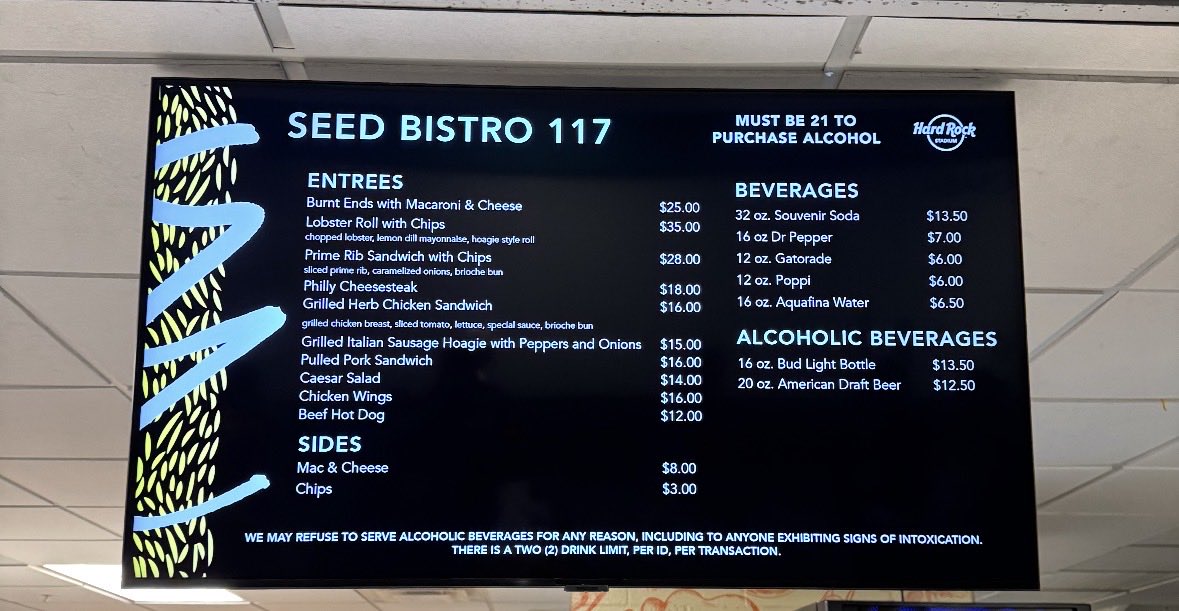 SEED BISTRO 117
MUST BE 21 TO
PURCHASE ALCOHOL
Hard Rock
STADIUM
ENTREES
Burnt Ends with Macaroni & Cheese $25.00
Lobster Roll with Chips $35.00
chopped lobster, lemon dill mayonnaise, hoagie style roll
Prime Rib Sandwich with Chips $28.00
sliced prime rib, caramelized onions, brioche bun
Philly Cheesesteak $18.00
Grilled Herb Chicken Sandwich $16.00
grilled chicken breast, sliced tomato, lettuce, special sauce, brioche bun
Grilled Italian Sausage Hoagie with Peppers and Onions $15.00
Pulled Pork Sandwich $16.00
Caesar Salad $14.00
Chicken Wings $16.00
Beef Hot Dog $12.00
SIDES
Mac & Cheese $8.00
Chips $3.00
BEVERAGES
32 oz. Souvenir Soda $13.50
16 oz Dr Pepper $7.00
12 oz. Gatorade $6.00
12 oz. Poppi $6.00
16 oz. Aquafina Water $6.50
ALCOHOLIC BEVERAGES
16 oz. Bud Light Bottle $13.50
20 oz. American Draft Beer $12.50
WE MAY REFUSE TO SERVE ALCOHOLIC BEVERAGES FOR ANY REASON, INCLUDING TO ANYONE EXHIBITING SIGNS OF INTOXICATION.
THERE IS A TWO (2) DRINK LIMIT, PER ID, PER TRANSACTION.